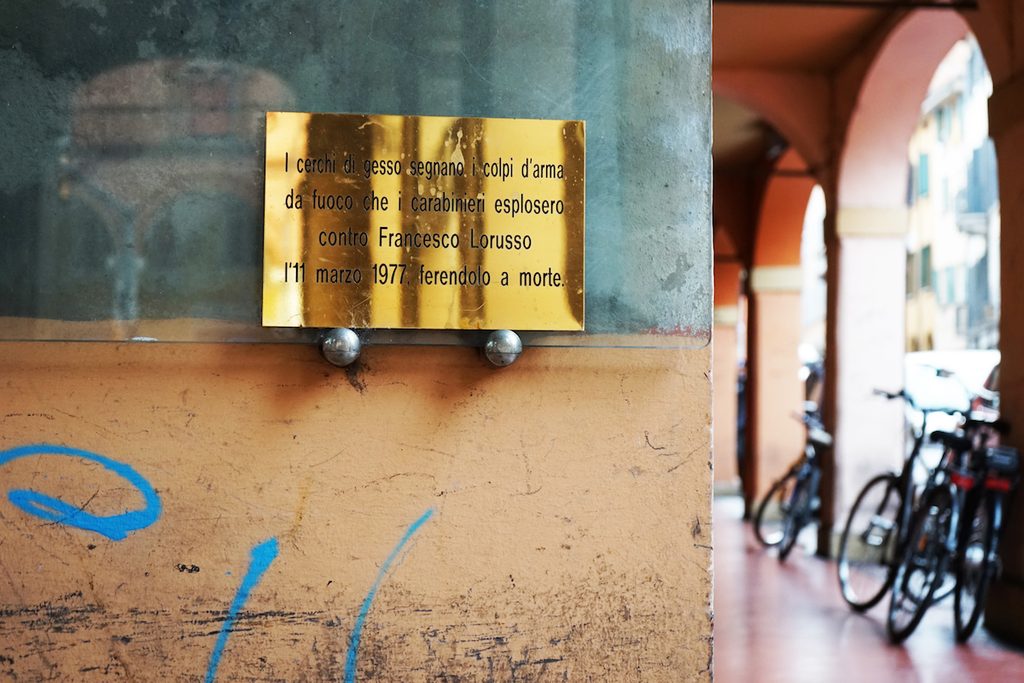 I cerchi di gesso segnano i colpi d'arma
da fuoco che i carabinieri esplosero
contro Francesco Lorusso
l'11 marzo 1977, ferendolo a morte.